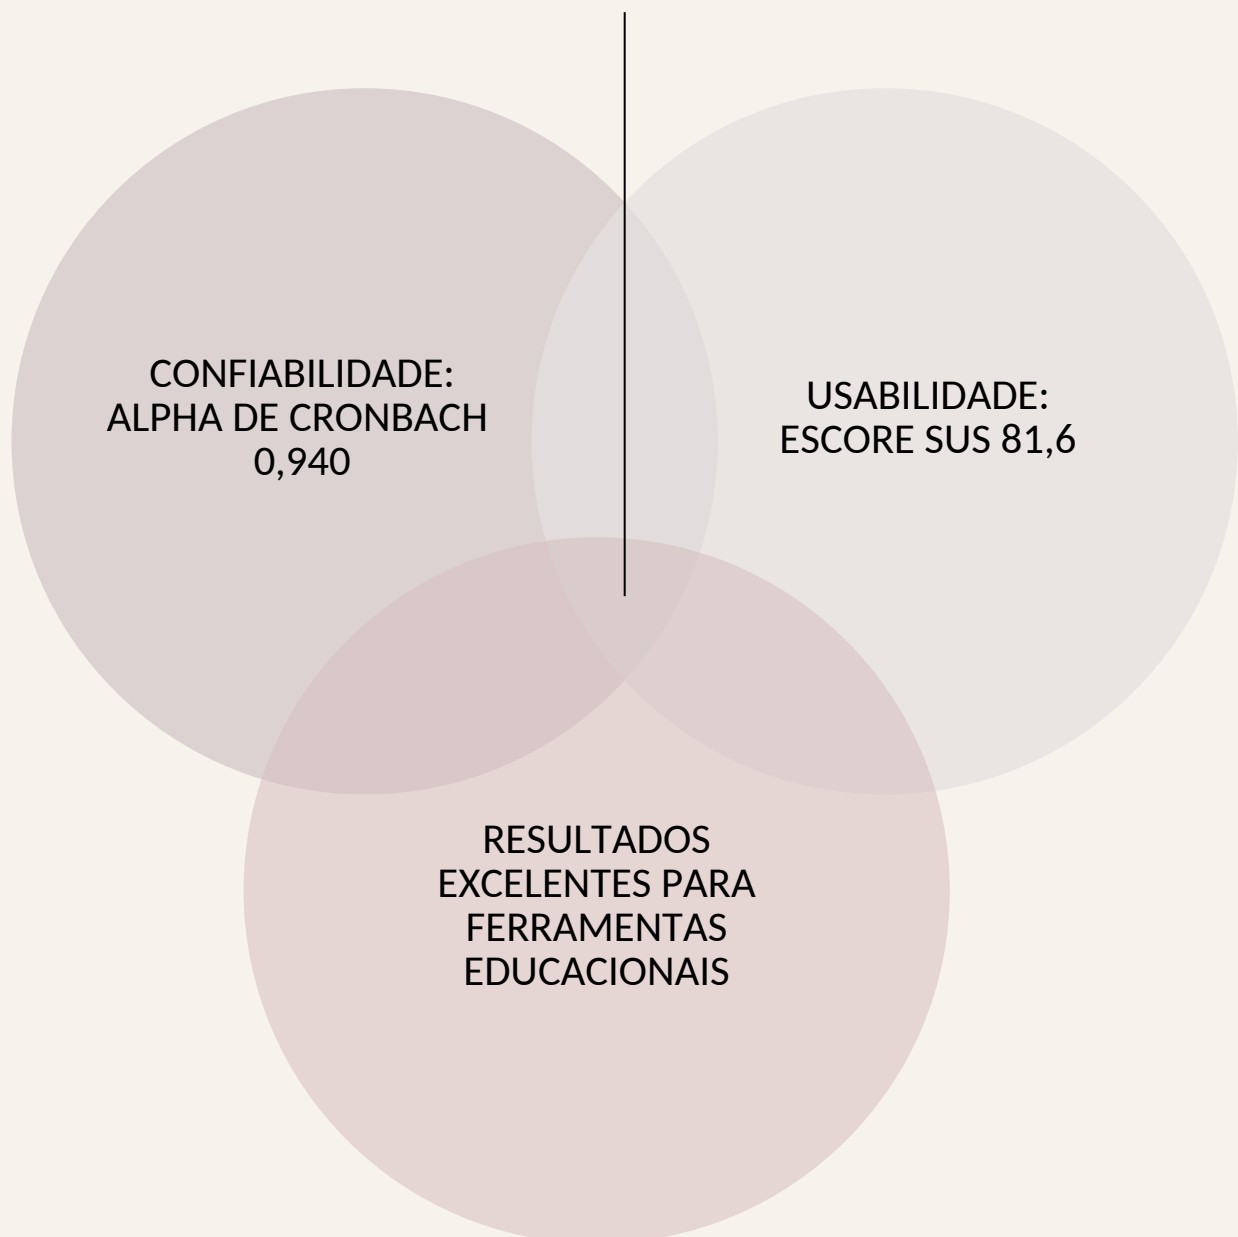 CONFIABILIDADE:
ALPHA DE CRONBACH
0,940
USABILIDADE:
ESCORE SUS 81,6
RESULTADOS
EXCELENTES PARA
FERRAMENTAS
EDUCACIONAIS